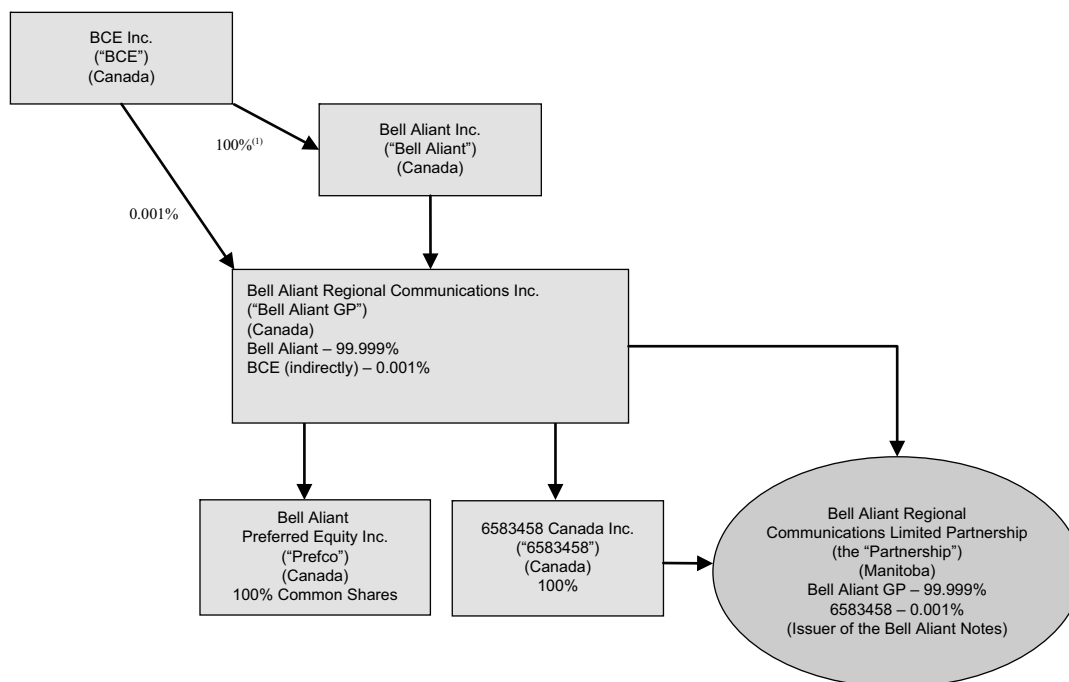 BCE Inc.
(“BCE”)
(Canada)
100%(1)
Bell Aliant Inc.
(“Bell Aliant”)
(Canada)
0.001%
Bell Aliant Regional Communications Inc.
(“Bell Aliant GP”)
(Canada)
Bell Aliant – 99.999%
BCE (indirectly) – 0.001%
Bell Aliant
Preferred Equity Inc.
(“Prefco”)
(Canada)
100% Common Shares
6583458 Canada Inc.
(“6583458”)
(Canada)
100%
Bell Aliant Regional
Communications Limited Partnership
(the “Partnership”)
(Manitoba)
Bell Aliant GP – 99.999%
6583458 – 0.001%
(Issuer of the Bell Aliant Notes)